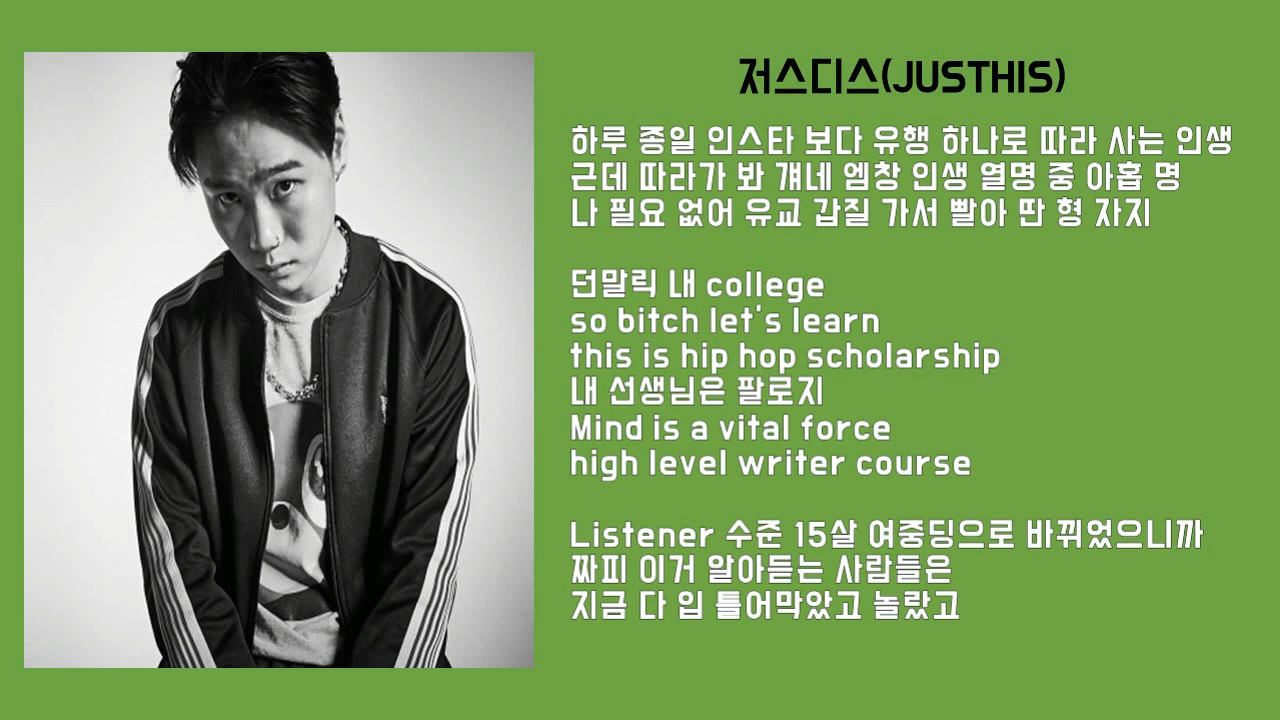 저스디스(JUSTHIS)
하루 종일 인스타 보다 유행 하나로 따라 사는 인생
근데 따라가 봐 걔네 엠창 인생 열명 중 아홉 명
나 필요 없어 유교 갑질 가서 빨아 딴 형 자지
던말릭 내 college
so bitch let's learn
this is hip hop scholarship
내 선생님은 팔로지
Mind is a vital force
high level writer course
Listener 수준 15살 여중딩으로 바뀌었으니까
짜피 이거 알아듣는 사람들은
지금 다 입 틀어막았고 놀랐고